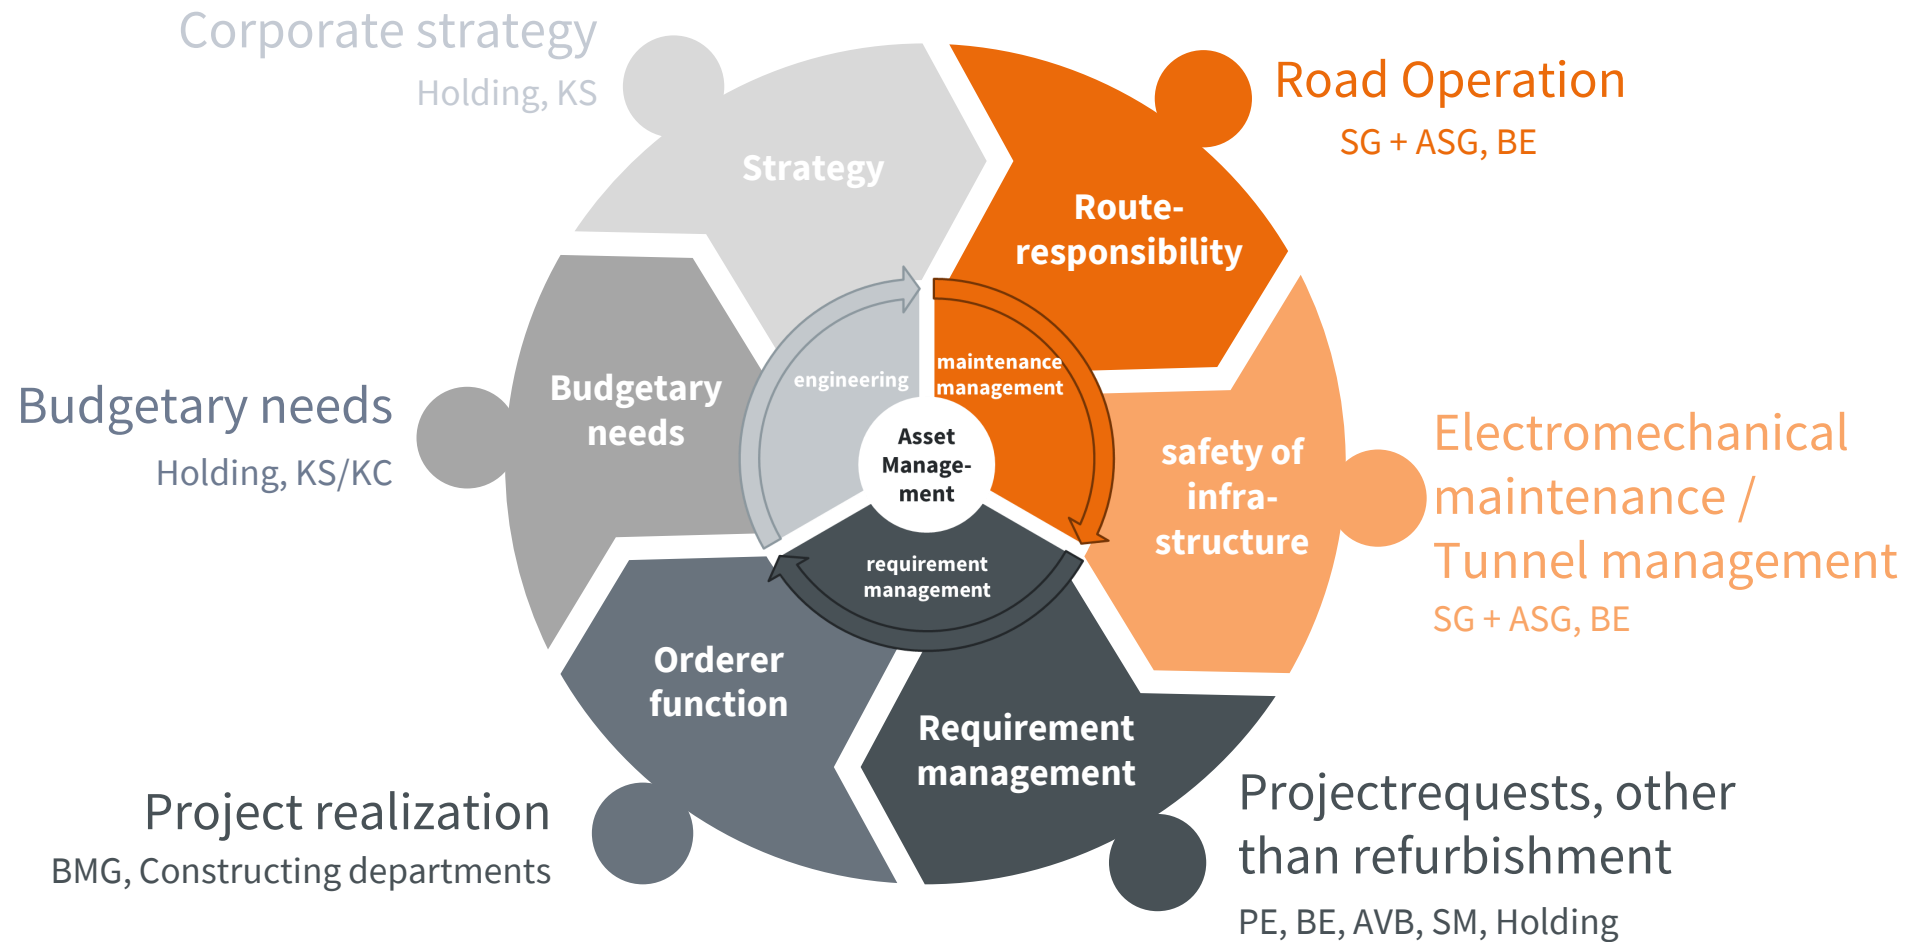 Corporate strategy
Holding, KS
Road Operation
SG + ASG, BE
Strategy
Route-
responsibility
Budgetary needs
Holding, KS/KC
Budgetary
needs
engineering
maintenance
management
Asset
Manage-
ment
safety of
infra-
structure
Electromechanical
maintenance /
Tunnel management
SG + ASG, BE
requirement
management
Orderer
function
Requirement
management
Project realization
BMG, Constructing departments
Projectrequests, other
than refurbishment
PE, BE, AVB, SM, Holding